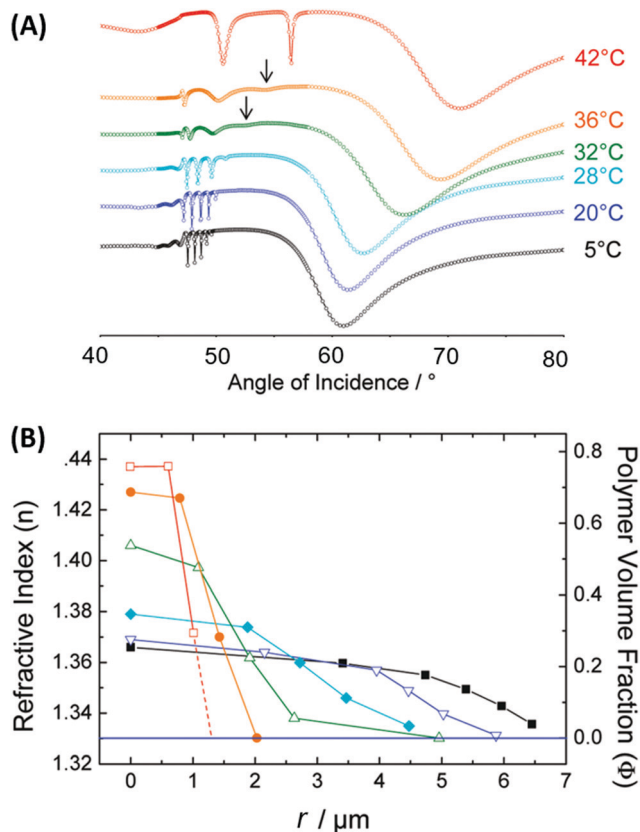 (A)
42°C
36°C
32°C
28°C
20°C
5°C
40 50 60 70 80
Angle of Incidence / °
(B)
.44
1.42
1.40
1.38
1.36
1.34
1.32
Refractive Index (n)
0.8
0.6
0.4
0.2
0.0
Polymer Volume Fraction (Φ)
0 1 2 3 4 5 6 7
r / μm